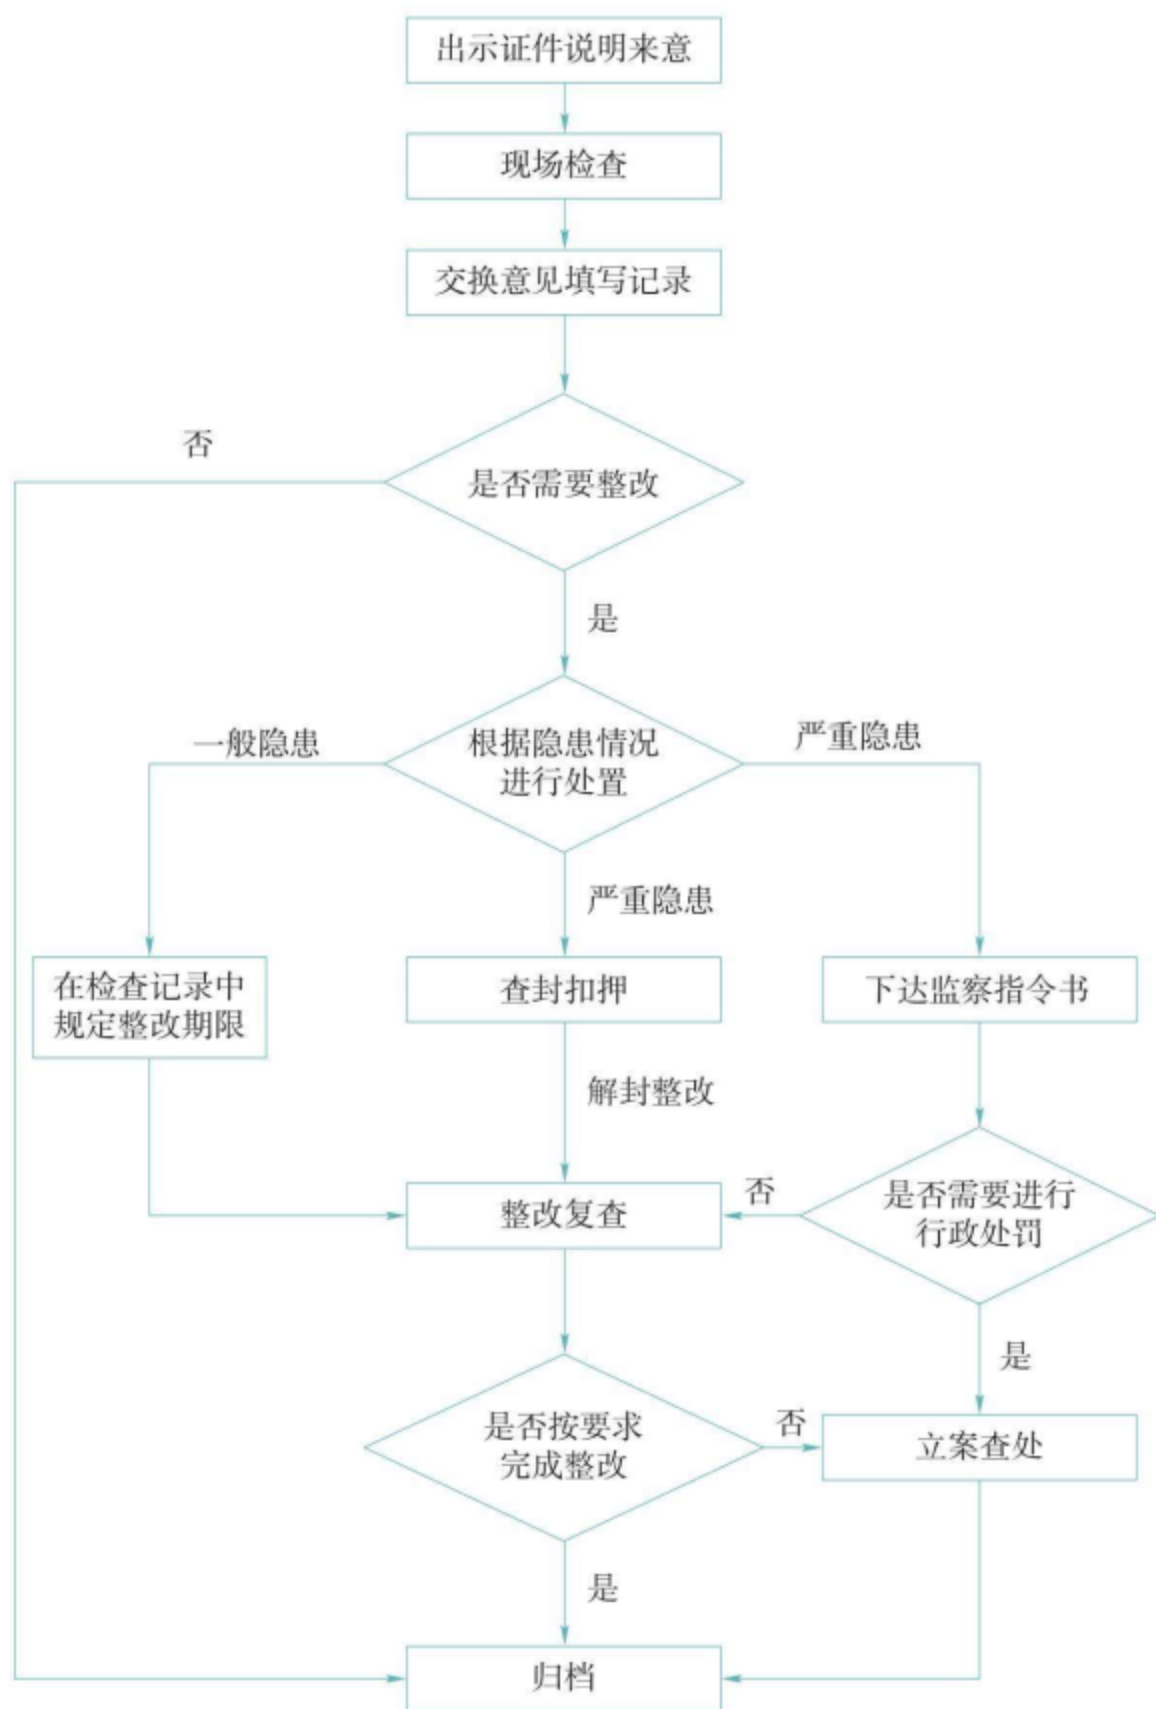 出示证件说明来意
现场检查
交换意见填写记录
否
是否需要整改
是
一般隐患
根据隐患情况
进行处置
严重隐患
严重隐患
在检查记录中
规定整改期限
查封扣押
下达监察指令书
解封整改
整改复查
否
是否需要进行
行政处罚
是
是否按要求
完成整改
否
立案查处
是
归档